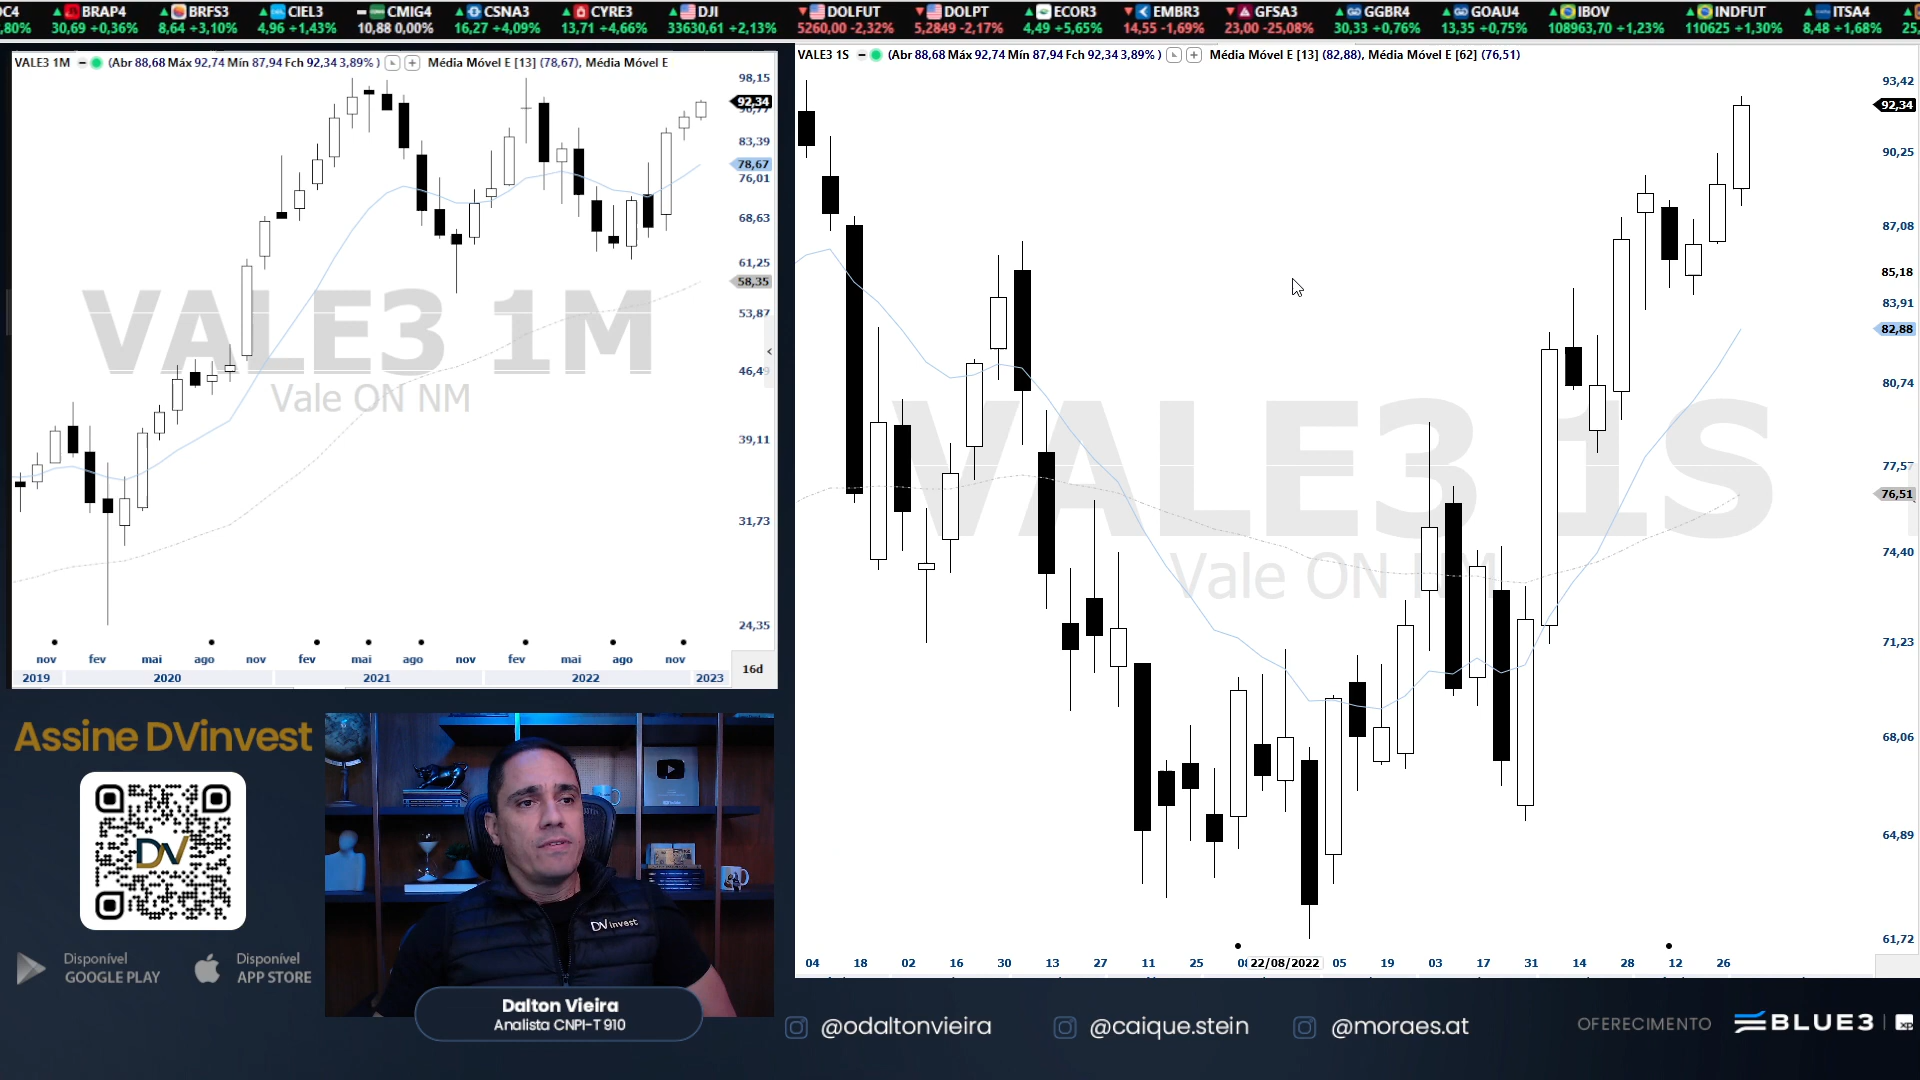 OC4 BRAP4 BRFS3 CIEL3 CMIG4 CSNA3 CYRE3 DJI DOLFUT DOLPT ECOR3 EMBR3 GFSA3 GGBR4 GOAU4 IBOV INDFUT ITSA4
,80% 30,69 +0,36% 8,64 +3,10% 4,96 +1,43% 10,88 0,00% 16,27 +4,09% 13,71 +4,66% 33630,61 +2,13% 5260,00 -2,32% 5,2849 -2,17% 4,49 +5,65% 14,55 -1,69% 23,00 -25,08% 30,33 +0,76% 13,35 +0,75% 108963,70 +1,23% 110625 +1,30% 8,48 +1,68% 25,
VALE3 1M (Abr 88,68 Máx 92,74 Mín 87,94 Fch 92,34 3,89% ) Média Móvel E [13] (78,67), Média Móvel E
98,15
92,34
83,39
78,67
76,01
68,63
61,25
58,35
53,87
46,49
39,11
31,73
24,35
VALE3 1M
Vale ON NM
nov fev mai ago nov fev mai ago nov fev mai ago nov
2019 2020 2021 2022 2023
16d
VALE3 1S (Abr 88,68 Máx 92,74 Mín 87,94 Fch 92,34 3,89% ) Média Móvel E [13] (82,88), Média Móvel E [62] (76,51)
93,42
92,34
90,25
87,08
85,18
83,91
82,88
80,74
77,57
76,51
74,40
71,23
68,06
64,89
61,72
VALE3 1S
Vale ON NM
04 18 02 16 30 13 27 11 25 22/08/2022 05 19 03 17 31 14 28 12 26
Assine DVinvest
DV
Disponível
GOOGLE PLAY
Disponível
APP STORE
DVinvest
Dalton Vieira
Analista CNPI-T 910
@odaltonvieira
@caique.stein
@moraes.at
OFERECIMENTO
BLUE3
xp